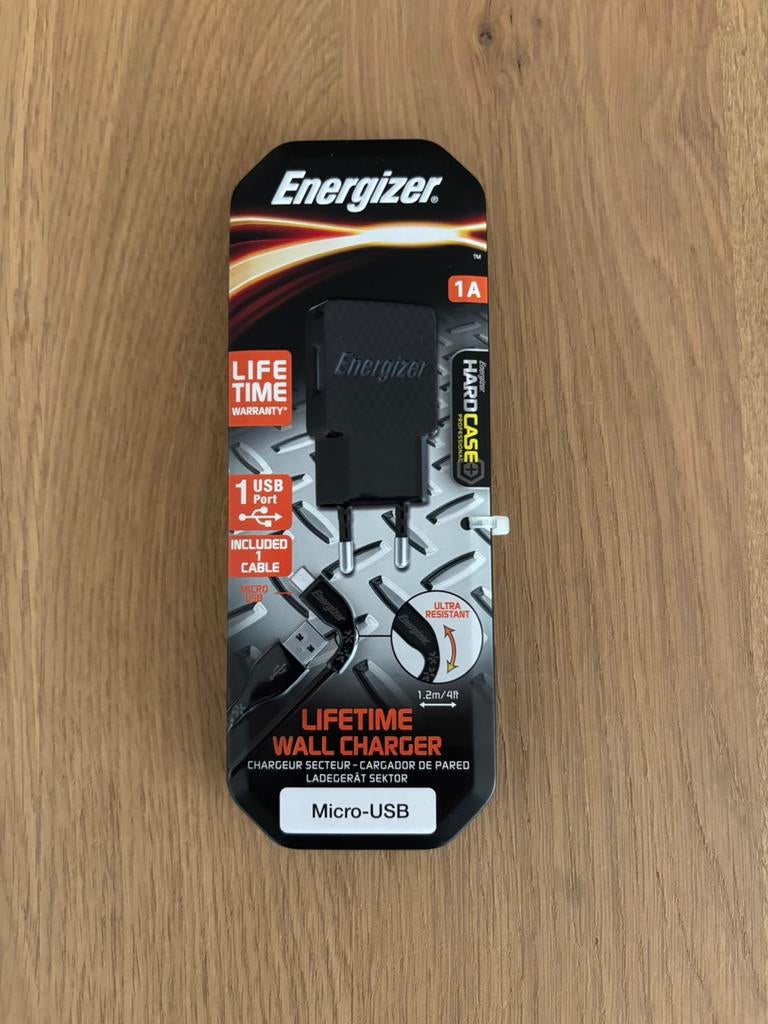 Energizer®
TM
1A
Energizer
LIFE
TIME
WARRANTY*
Energizer
HARDCASE
PROFESSIONAL
1 USB
Port
INCLUDED
1
CABLE
MICRO
USB
Energizer
ULTRA
RESISTANT
Energizer
1.2m/4ft
LIFETIME
WALL CHARGER
CHARGEUR SECTEUR - CARGADOR DE PARED
LADEGERÄT SEKTOR
Micro-USB